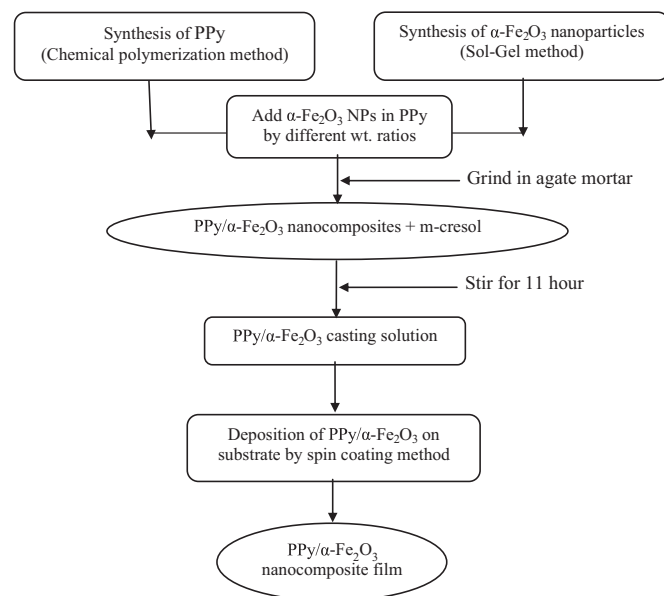 Synthesis of PPy
(Chemical polymerization method)
Synthesis of α-Fe₂O₃ nanoparticles
(Sol-Gel method)
Add α-Fe₂O₃ NPs in PPy
by different wt. ratios
Grind in agate mortar
PPy/α-Fe₂O₃ nanocomposites + m-cresol
Stir for 11 hour
PPy/α-Fe₂O₃ casting solution
Deposition of PPy/α-Fe₂O₃ on
substrate by spin coating method
PPy/α-Fe₂O₃
nanocomposite film